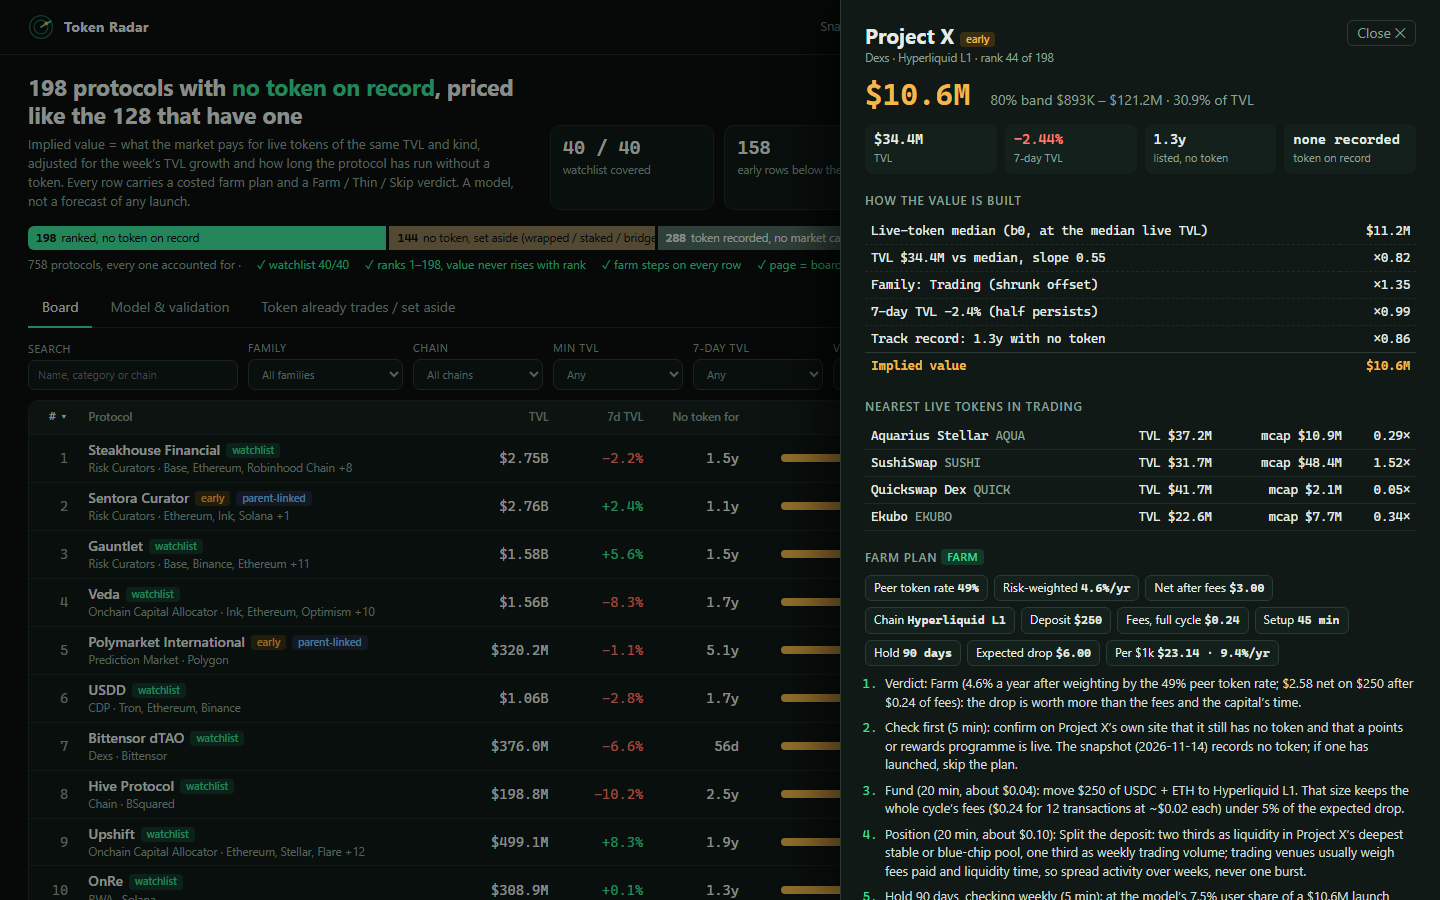 Token Radar
198 protocols with no token on record, priced
like the 128 that have one
Implied value = what the market pays for live tokens of the same TVL and kind,
adjusted for the week's TVL growth and how long the protocol has run without a
token. Every row carries a costed farm plan and a Farm / Thin / Skip verdict. A model,
not a forecast of any launch.
40 / 40
watchlist covered
158
early rows below the
198 ranked, no token on record
144 no token, set aside (wrapped / staked / bridge
288 token recorded, no market ca
758 protocols, every one accounted for · ✓ watchlist 40/40 ✓ ranks 1–198, value never rises with rank ✓ farm steps on every row ✓ page = board
Board Model & validation Token already trades / set aside
SEARCH FAMILY CHAIN MIN TVL 7-DAY TVL
Name, category or chain All families All chains Any Any
# ▾ Protocol TVL 7d TVL No token for
1 Steakhouse Financial watchlist $2.75B −2.2% 1.5y
Risk Curators · Base, Ethereum, Robinhood Chain +8
2 Sentora Curator early parent-linked $2.76B +2.4% 1.1y
Risk Curators · Ethereum, Ink, Solana +1
3 Gauntlet watchlist $1.58B +5.6% 1.5y
Risk Curators · Base, Binance, Ethereum +11
4 Veda watchlist $1.56B −8.3% 1.7y
Onchain Capital Allocator · Ink, Ethereum, Optimism +10
5 Polymarket International early parent-linked $320.2M −1.1% 5.1y
Prediction Market · Polygon
6 USDD watchlist $1.06B −2.8% 1.7y
CDP · Tron, Ethereum, Binance
7 Bittensor dTAO watchlist $376.0M −6.6% 56d
Dexs · Bittensor
8 Hive Protocol watchlist $198.8M −10.2% 2.5y
Chain · BSquared
9 Upshift watchlist $499.1M +8.3% 1.9y
Onchain Capital Allocator · Ethereum, Stellar, Flare +12
10 OnRe watchlist $308.9M +0.1% 1.3y
RWA · Solana
Project X early
Close ✕
Dexs · Hyperliquid L1 · rank 44 of 198
$10.6M 80% band $893K – $121.2M · 30.9% of TVL
$34.4M
TVL
−2.44%
7-day TVL
1.3y
listed, no token
none recorded
token on record
HOW THE VALUE IS BUILT
Live-token median (b0, at the median live TVL) $11.2M
TVL $34.4M vs median, slope 0.55 ×0.82
Family: Trading (shrunk offset) ×1.35
7-day TVL −2.4% (half persists) ×0.99
Track record: 1.3y with no token ×0.86
Implied value $10.6M
NEAREST LIVE TOKENS IN TRADING
Aquarius Stellar AQUA TVL $37.2M mcap $10.9M 0.29×
SushiSwap SUSHI TVL $31.7M mcap $48.4M 1.52×
Quickswap Dex QUICK TVL $41.7M mcap $2.1M 0.05×
Ekubo EKUBO TVL $22.6M mcap $7.7M 0.34×
FARM PLAN FARM
Peer token rate 49% Risk-weighted 4.6%/yr Net after fees $3.00
Chain Hyperliquid L1 Deposit $250 Fees, full cycle $0.24 Setup 45 min
Hold 90 days Expected drop $6.00 Per $1k $23.14 · 9.4%/yr
1. Verdict: Farm (4.6% a year after weighting by the 49% peer token rate; $2.58 net on $250 after
$0.24 of fees): the drop is worth more than the fees and the capital's time.
2. Check first (5 min): confirm on Project X's own site that it still has no token and that a points
or rewards programme is live. The snapshot (2026-11-14) records no token; if one has
launched, skip the plan.
3. Fund (20 min, about $0.04): move $250 of USDC + ETH to Hyperliquid L1. That size keeps the
whole cycle's fees ($0.24 for 12 transactions at ~$0.02 each) under 5% of the expected drop.
4. Position (20 min, about $0.10): Split the deposit: two thirds as liquidity in Project X's deepest
stable or blue-chip pool, one third as weekly trading volume; trading venues usually weigh
fees paid and liquidity time, so spread activity over weeks, never one burst.
5. Hold 90 days, checking weekly (5 min): at the model's 7.5% user share of a $10.6M launch